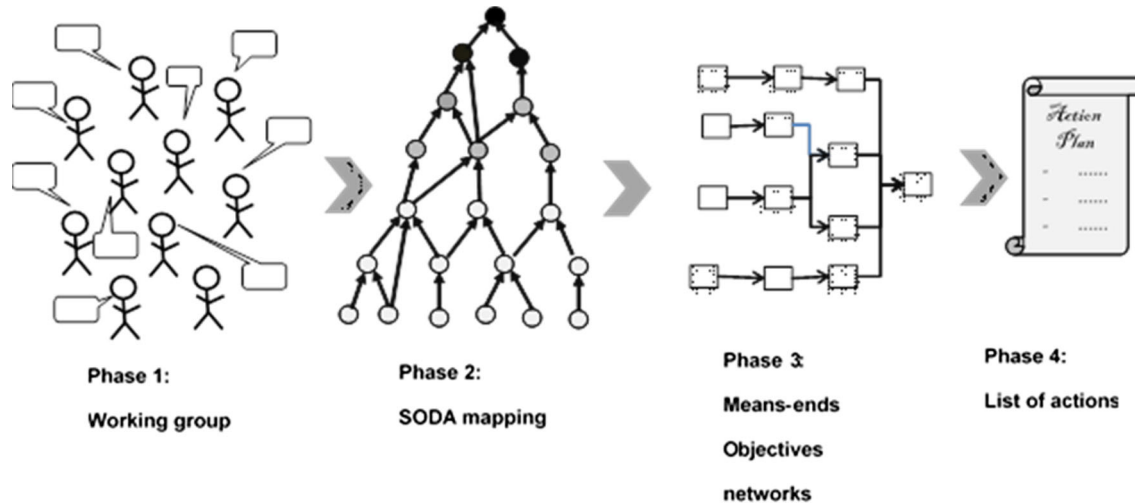 Action
Plan
- ......
- ......
- ......
Phase 1:
Working group
Phase 2:
SODA mapping
Phase 3:
Means-ends
Objectives
networks
Phase 4:
List of actions